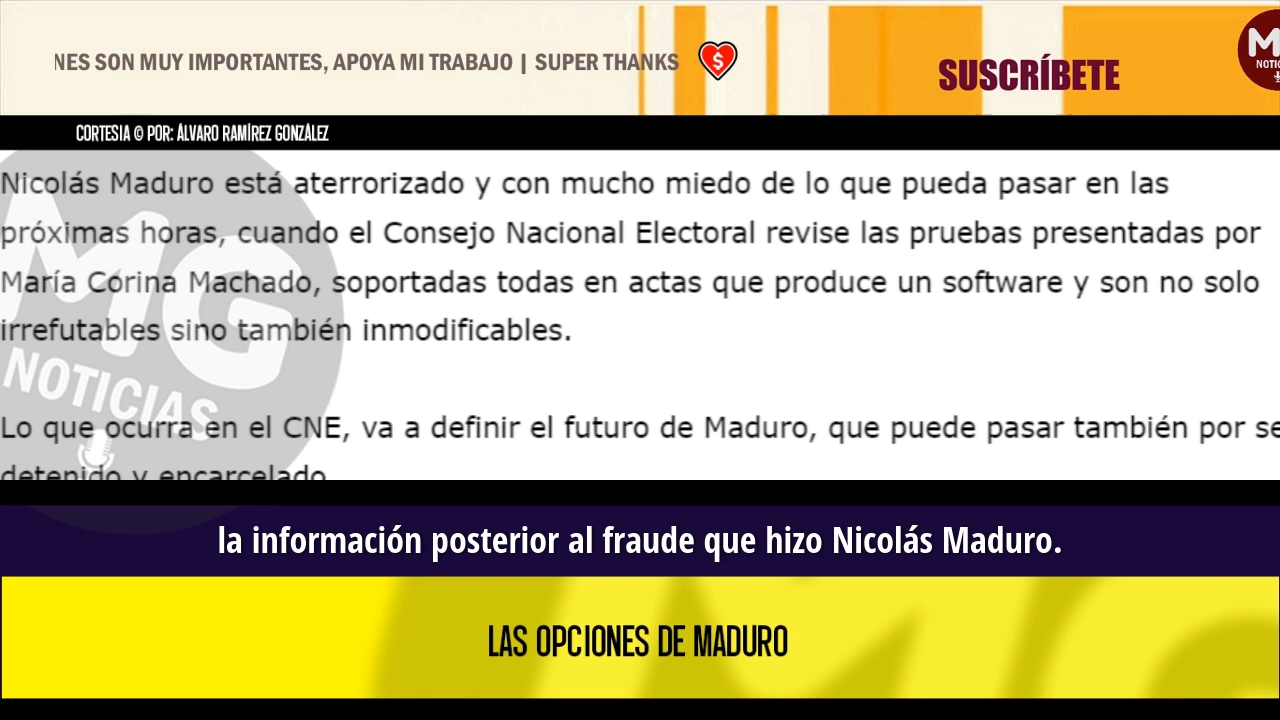 NES SON MUY IMPORTANTES, APOYA MI TRABAJO | SUPER THANKS
SUSCRÍBETE
CORTESIA © POR: ÁLVARO RAMÍREZ GONZÁLEZ
Nicolás Maduro está aterrorizado y con mucho miedo de lo que pueda pasar en las
próximas horas, cuando el Consejo Nacional Electoral revise las pruebas presentadas por
María Corina Machado, soportadas todas en actas que produce un software y son no solo
irrefutables sino también inmodificables.
MG
NOTICIAS
Lo que ocurra en el CNE, va a definir el futuro de Maduro, que puede pasar también por se
detenido y encarcelado
la información posterior al fraude que hizo Nicolás Maduro.
LAS OPCIONES DE MADURO